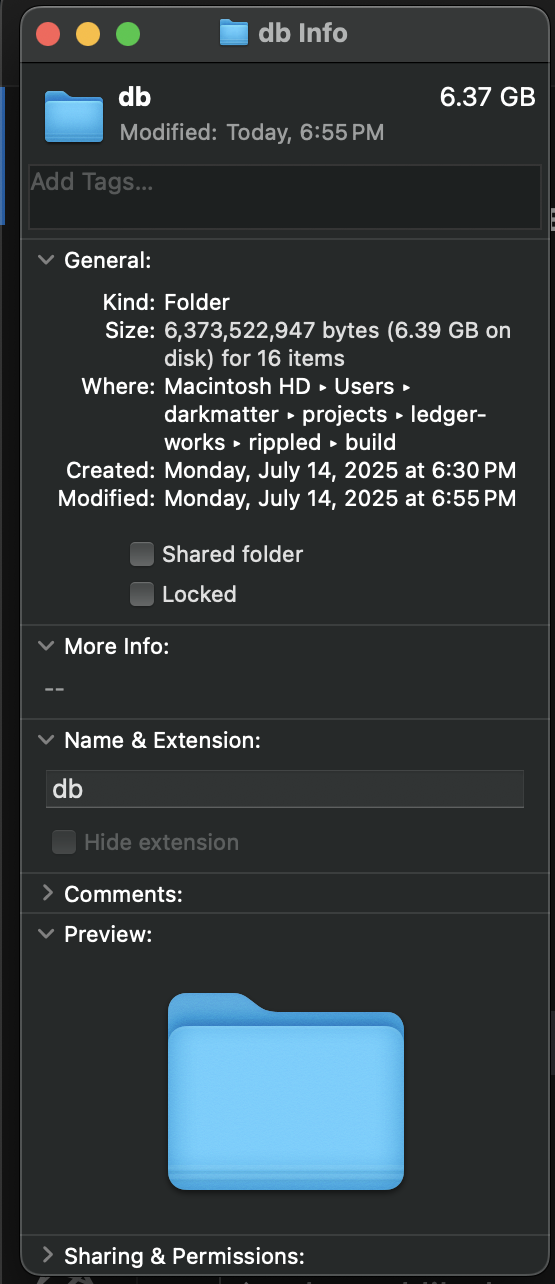 db Info
db
6.37 GB
Modified: Today, 6:55 PM
Add Tags...
General:
Kind: Folder
Size: 6,373,522,947 bytes (6.39 GB on
disk) for 16 items
Where: Macintosh HD ▸ Users ▸
darkmatter ▸ projects ▸ ledger-
works ▸ rippled ▸ build
Created: Monday, July 14, 2025 at 6:30 PM
Modified: Monday, July 14, 2025 at 6:55 PM
Shared folder
Locked
More Info:
--
Name & Extension:
db
Hide extension
Comments:
Preview:
Sharing & Permissions: